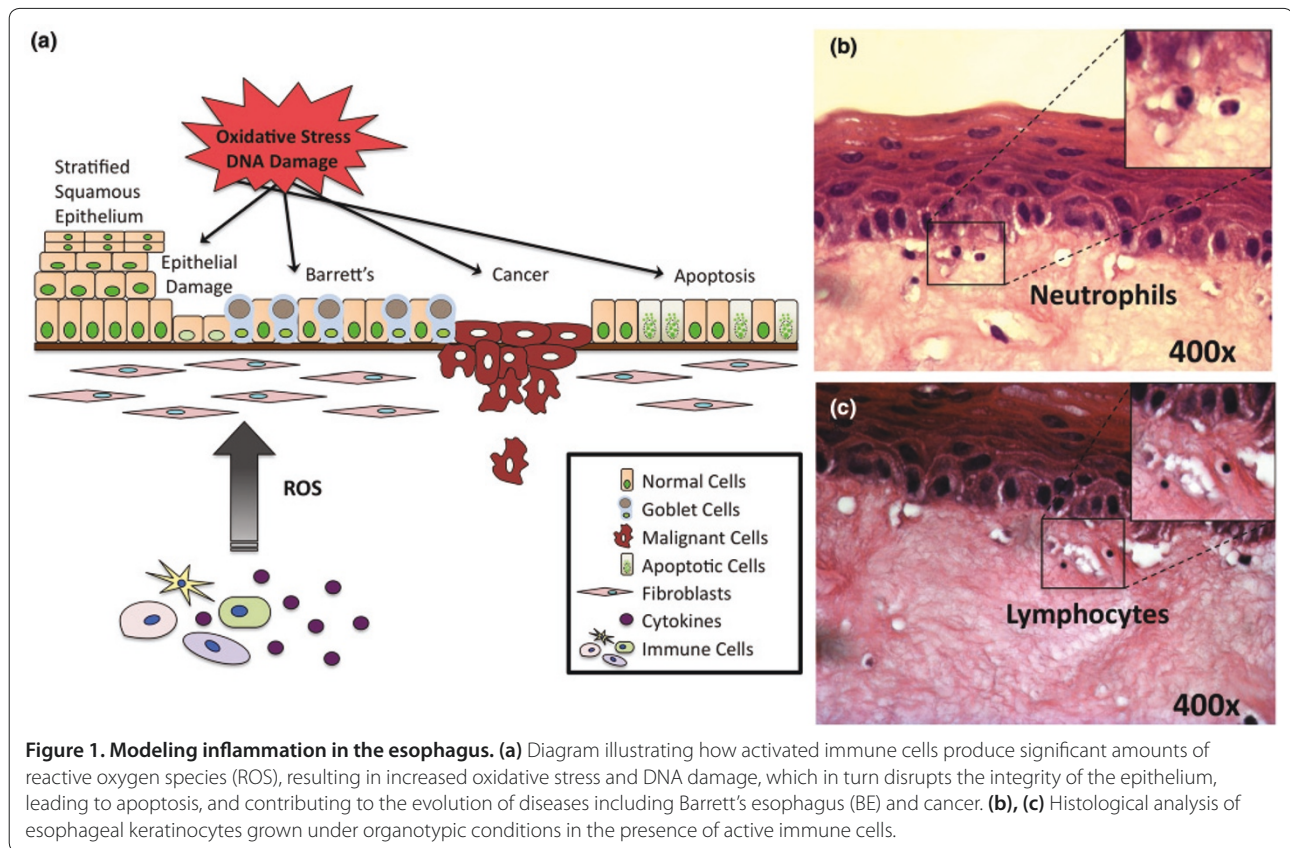 (a)
Oxidative Stress
DNA Damage
Stratified
Squamous
Epithelium
Epithelial
Damage
Barrett's
Cancer
Apoptosis
ROS
Normal Cells
Goblet Cells
Malignant Cells
Apoptotic Cells
Fibroblasts
Cytokines
Immune Cells
(b)
Neutrophils
400x
(c)
Lymphocytes
400x
Figure 1. Modeling inflammation in the esophagus. (a) Diagram illustrating how activated immune cells produce significant amounts of
reactive oxygen species (ROS), resulting in increased oxidative stress and DNA damage, which in turn disrupts the integrity of the epithelium,
leading to apoptosis, and contributing to the evolution of diseases including Barrett's esophagus (BE) and cancer. (b), (c) Histological analysis of
esophageal keratinocytes grown under organotypic conditions in the presence of active immune cells.